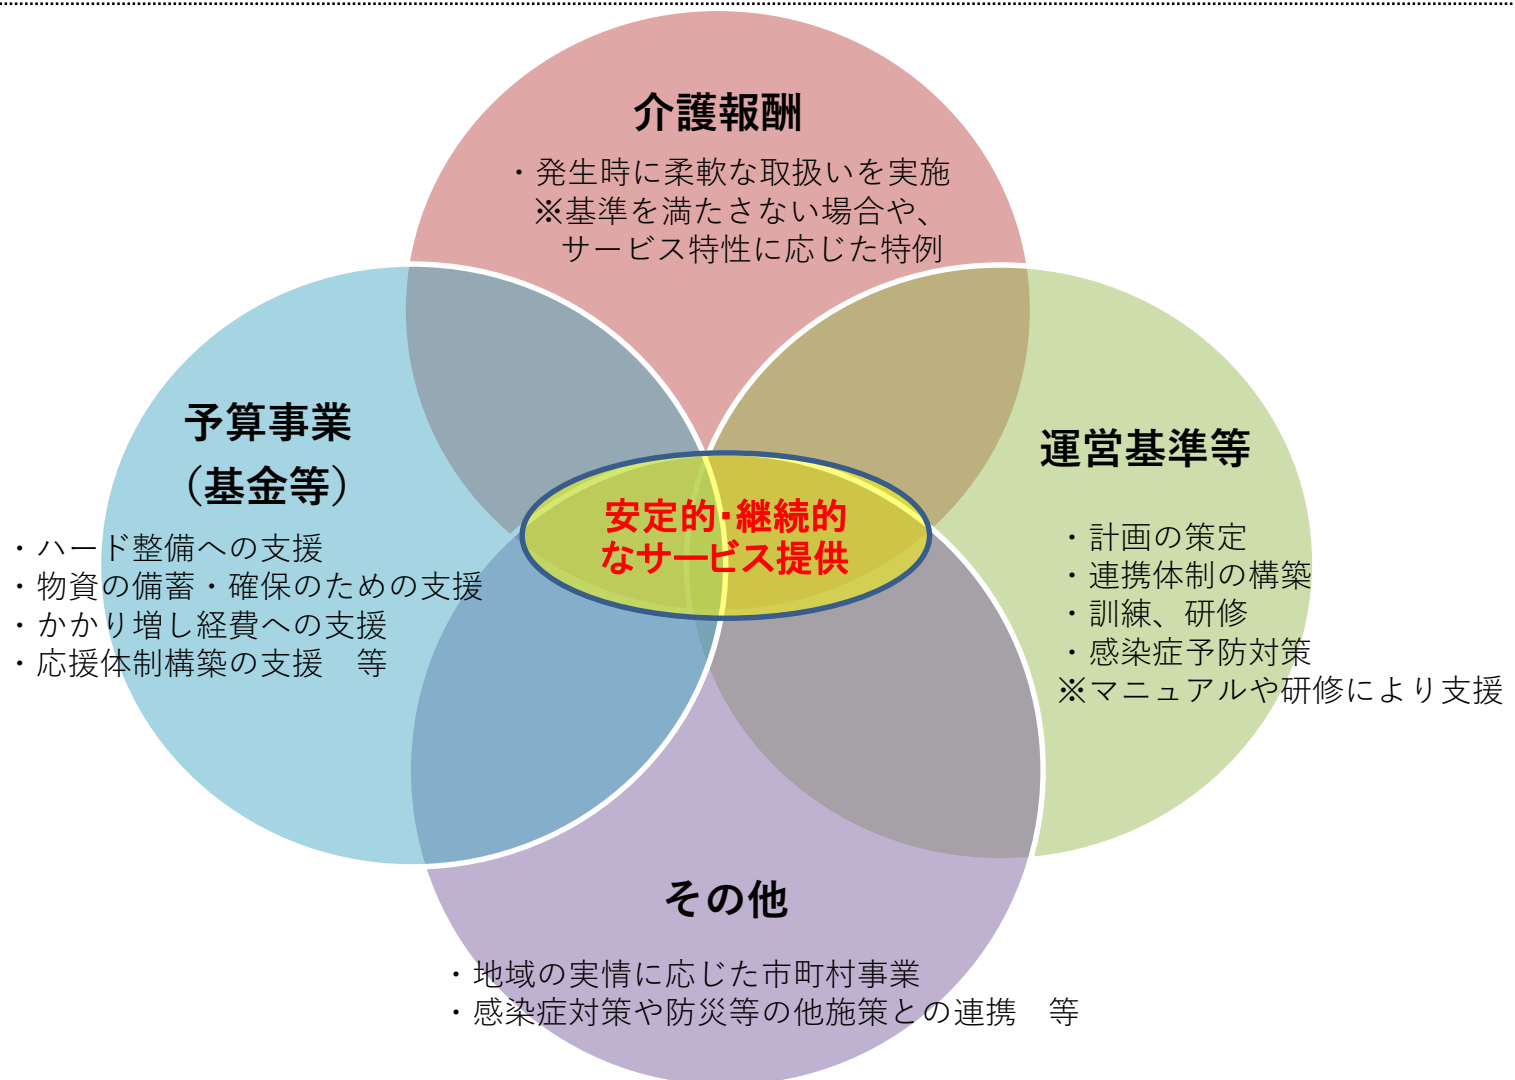 介護報酬
・発生時に柔軟な取扱いを実施
※基準を満たさない場合や、
サービス特性に応じた特例
予算事業
（基金等）
・ハード整備への支援
・物資の備蓄・確保のための支援
・かかり増し経費への支援
・応援体制構築の支援　等
安定的・継続的
なサービス提供
運営基準等
・計画の策定
・連携体制の構築
・訓練、研修
・感染症予防対策
※マニュアルや研修により支援
その他
・地域の実情に応じた市町村事業
・感染症対策や防災等の他施策との連携　等